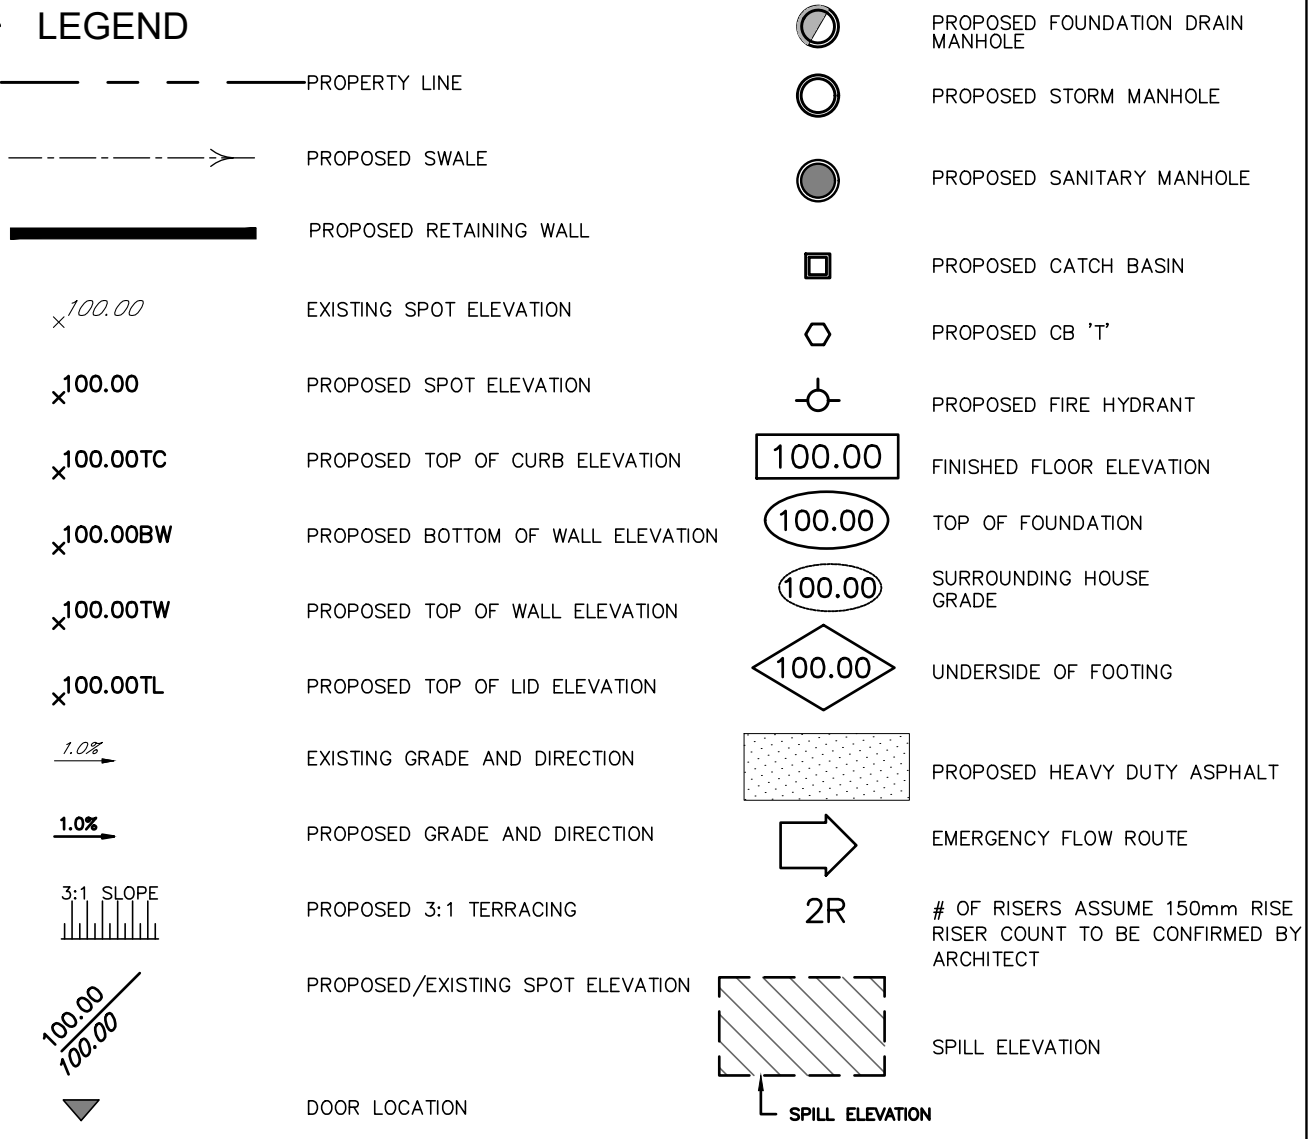 LEGEND
PROPERTY LINE
PROPOSED SWALE
PROPOSED RETAINING WALL
100.00
EXISTING SPOT ELEVATION
100.00
PROPOSED SPOT ELEVATION
100.00TC
PROPOSED TOP OF CURB ELEVATION
100.00BW
PROPOSED BOTTOM OF WALL ELEVATION
100.00TW
PROPOSED TOP OF WALL ELEVATION
100.00TL
PROPOSED TOP OF LID ELEVATION
1.0%
EXISTING GRADE AND DIRECTION
1.0%
PROPOSED GRADE AND DIRECTION
3:1 SLOPE
PROPOSED 3:1 TERRACING
100.00
100.00
PROPOSED/EXISTING SPOT ELEVATION
DOOR LOCATION
PROPOSED FOUNDATION DRAIN
MANHOLE
PROPOSED STORM MANHOLE
PROPOSED SANITARY MANHOLE
PROPOSED CATCH BASIN
PROPOSED CB 'T'
PROPOSED FIRE HYDRANT
100.00
FINISHED FLOOR ELEVATION
100.00
TOP OF FOUNDATION
100.00
SURROUNDING HOUSE
GRADE
100.00
UNDERSIDE OF FOOTING
PROPOSED HEAVY DUTY ASPHALT
EMERGENCY FLOW ROUTE
2R
# OF RISERS ASSUME 150mm RISE
RISER COUNT TO BE CONFIRMED BY
ARCHITECT
SPILL ELEVATION
SPILL ELEVATION